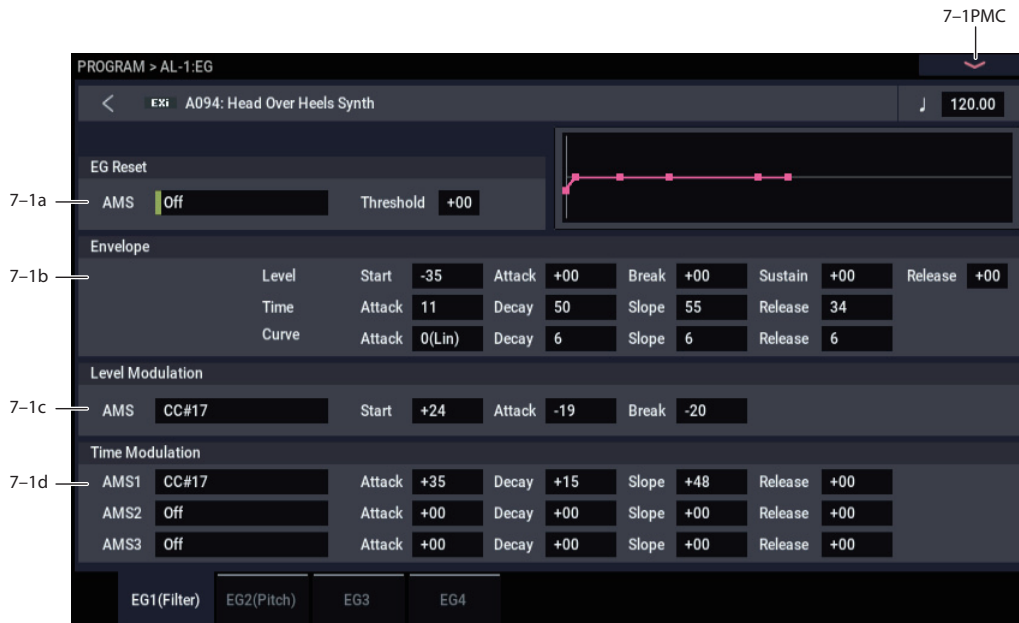 7–1PMC
PROGRAM > AL-1:EG
EXi A094: Head Over Heels Synth ♩ 120.00
EG Reset
7–1a AMS Off Threshold +00
Envelope
7–1b Level Start -35 Attack +00 Break +00 Sustain +00 Release +00
Time Attack 11 Decay 50 Slope 55 Release 34
Curve Attack 0(Lin) Decay 6 Slope 6 Release 6
Level Modulation
7–1c AMS CC#17 Start +24 Attack -19 Break -20
Time Modulation
7–1d AMS1 CC#17 Attack +35 Decay +15 Slope +48 Release +00
AMS2 Off Attack +00 Decay +00 Slope +00 Release +00
AMS3 Off Attack +00 Decay +00 Slope +00 Release +00
EG1(Filter) EG2(Pitch) EG3 EG4